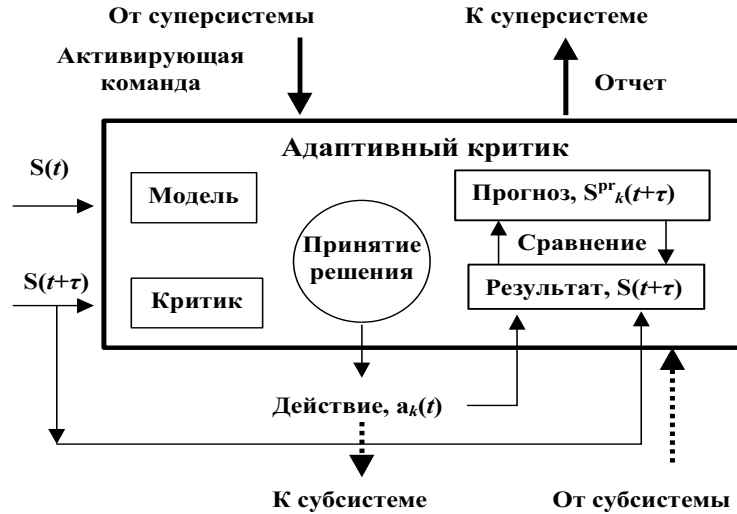 От суперсистемы
К суперсистеме
Активирующая
команда
Отчет
Адаптивный критик
S(t)
Модель
Прогноз, S^pr_k(t+τ)
Принятие
решения
Сравнение
S(t+τ)
Критик
Результат, S(t+τ)
Действие, a_k(t)
К субсистеме
От субсистемы